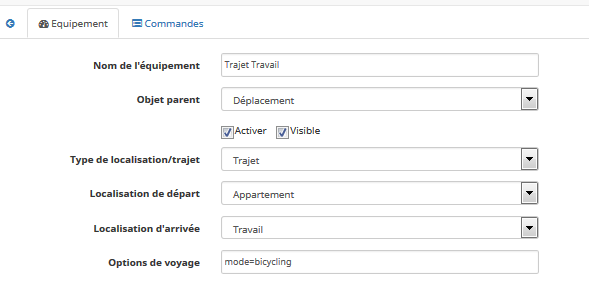 Equipement Commandes
Nom de l'équipement Trajet Travail
Objet parent Déplacement
Activer Visible
Type de localisation/trajet Trajet
Localisation de départ Appartement
Localisation d'arrivée Travail
Options de voyage mode=bicycling